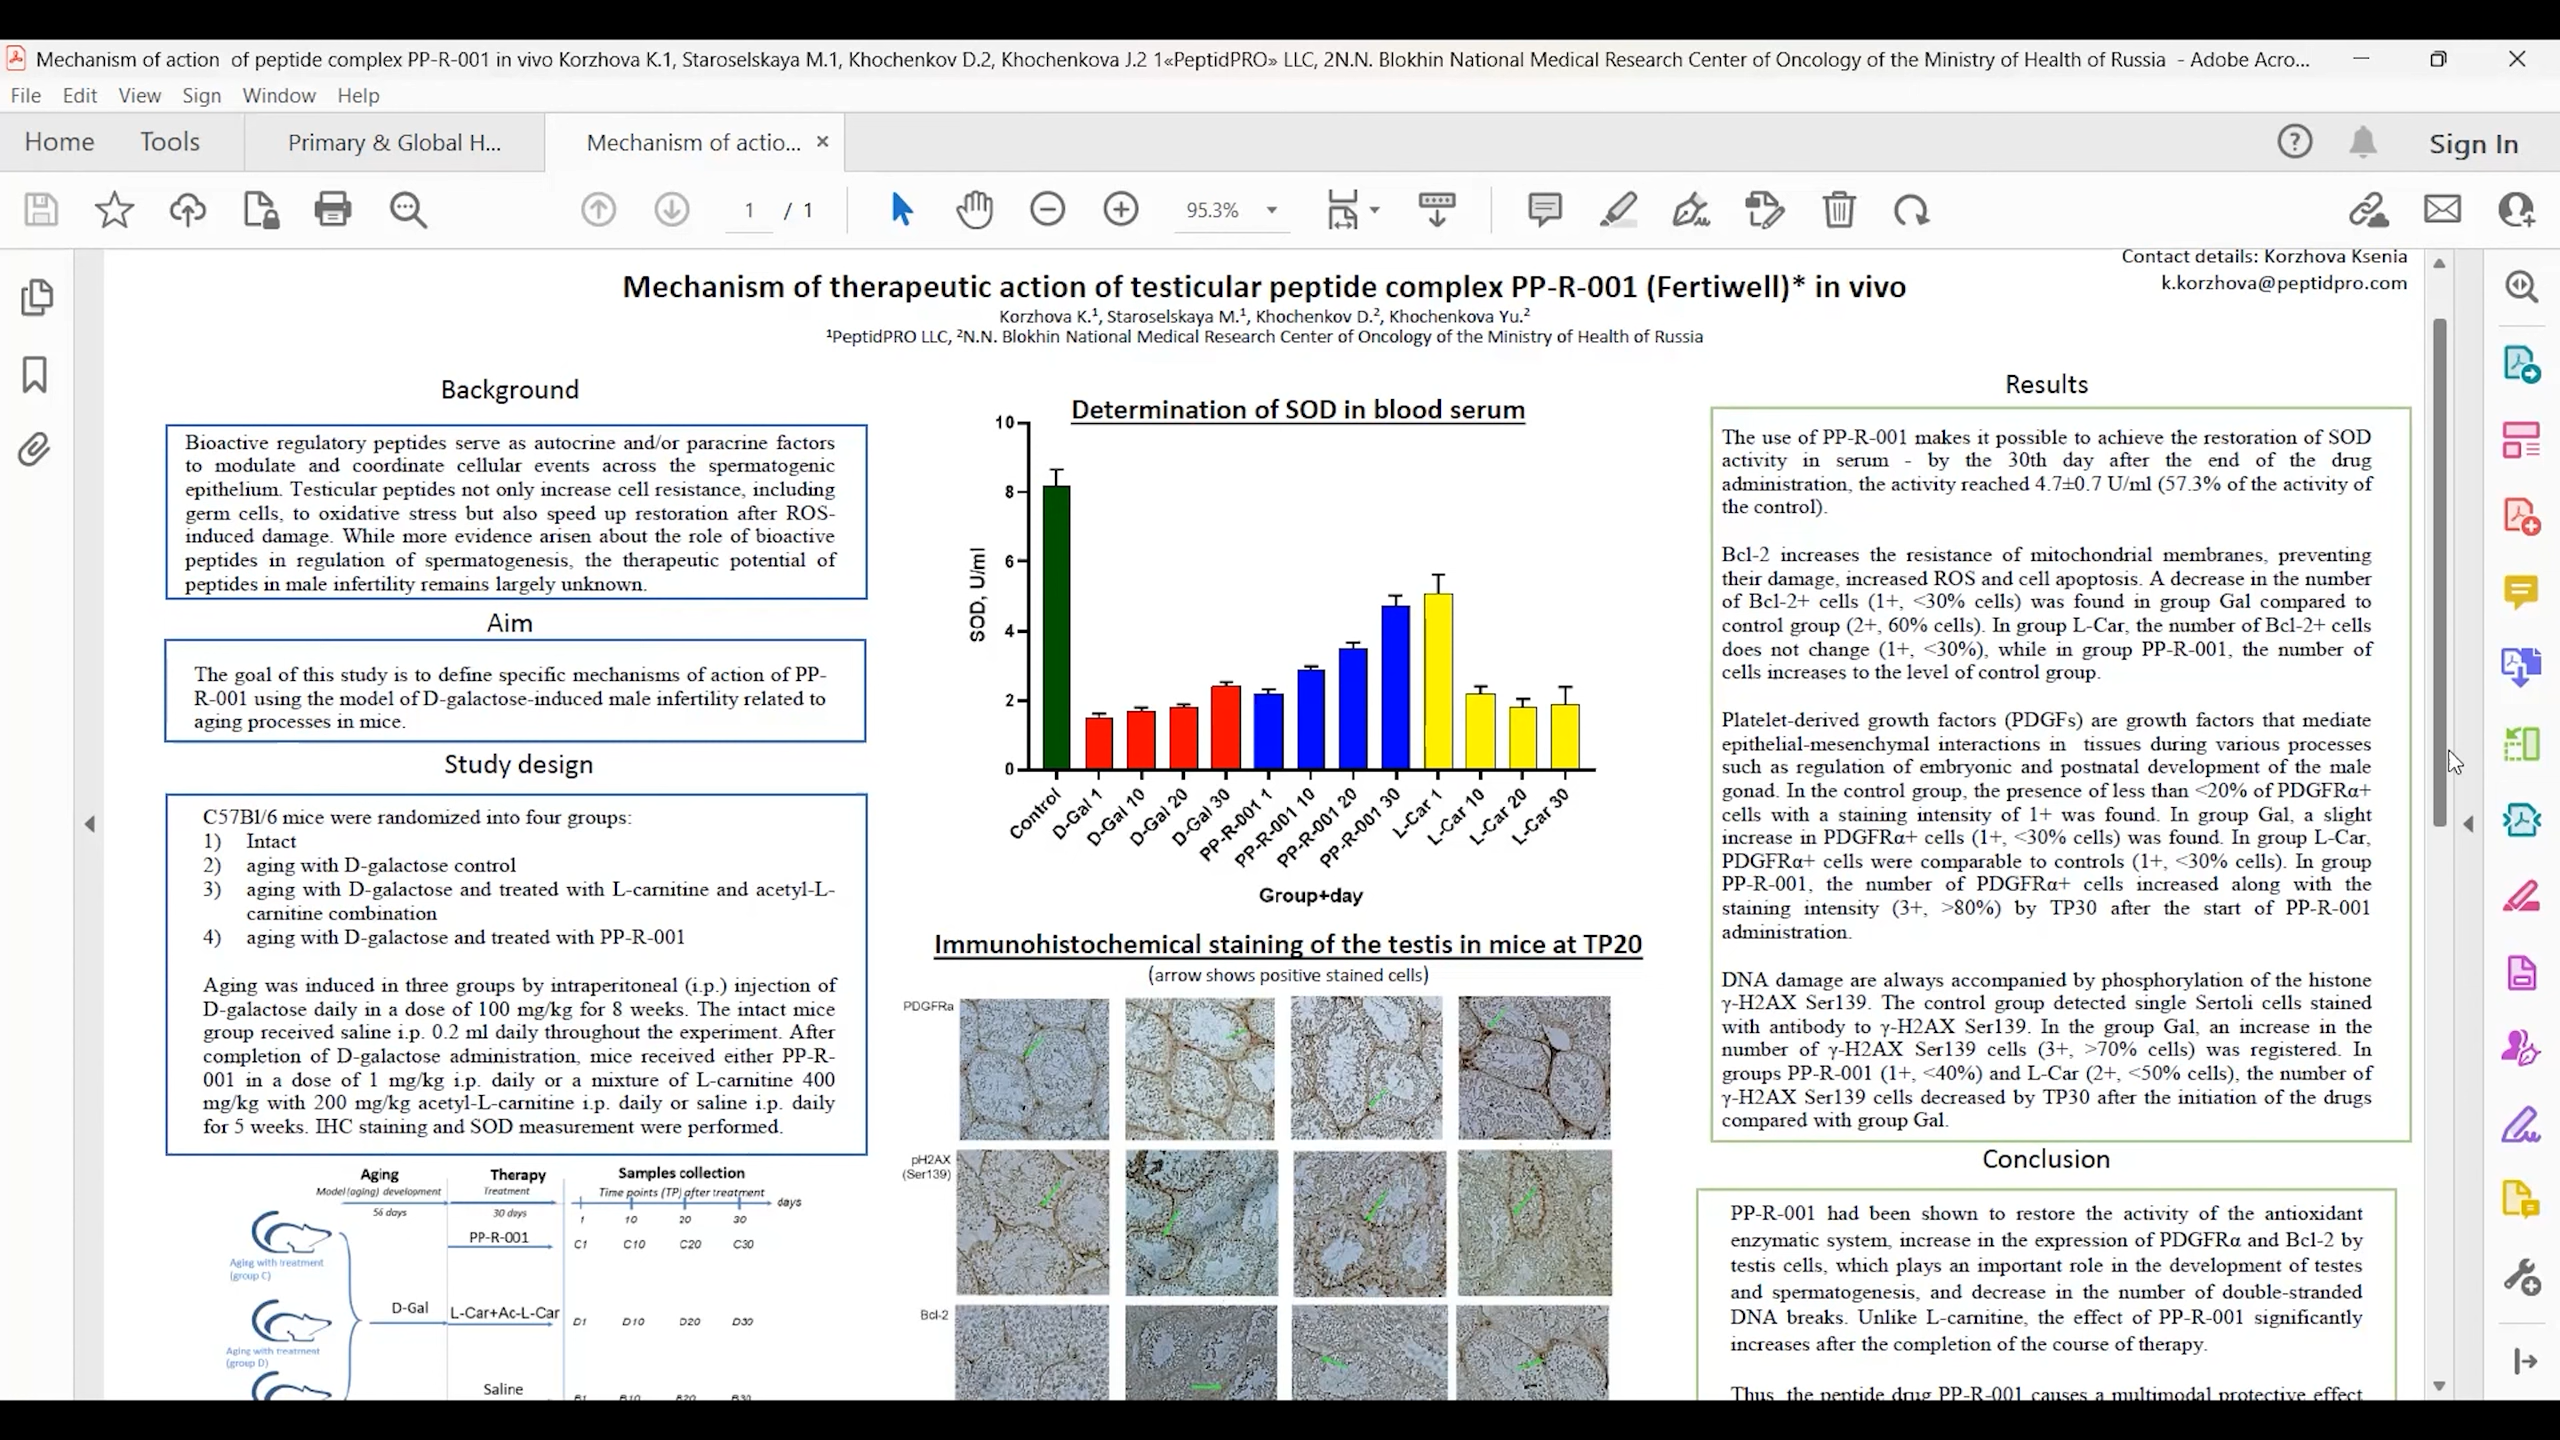 Mechanism of action  of peptide complex PP-R-001 in vivo Korzhova K.1, Staroselskaya M.1, Khochenkov D.2, Khochenkova J.2 1«PeptidPRO» LLC, 2N.N. Blokhin National Medical Research Center of Oncology of the Ministry of Health of Russia  - Adobe Acro...
File Edit View Sign Window Help
Home Tools Primary & Global H... Mechanism of actio...
Sign In
1 / 1
95.3%
Contact details: Korzhova Ksenia
k.korzhova@peptidpro.com
Mechanism of therapeutic action of testicular peptide complex PP-R-001 (Fertiwell)* in vivo
Korzhova K.¹, Staroselskaya M.¹, Khochenkov D.², Khochenkova Yu.²
¹PeptidPRO LLC, ²N.N. Blokhin National Medical Research Center of Oncology of the Ministry of Health of Russia
Background
Bioactive regulatory peptides serve as autocrine and/or paracrine factors
to modulate and coordinate cellular events across the spermatogenic
epithelium. Testicular peptides not only increase cell resistance, including
germ cells, to oxidative stress but also speed up restoration after ROS-
induced damage. While more evidence arisen about the role of bioactive
peptides in regulation of spermatogenesis, the therapeutic potential of
peptides in male infertility remains largely unknown.
Aim
The goal of this study is to define specific mechanisms of action of PP-
R-001 using the model of D-galactose-induced male infertility related to
aging processes in mice.
Study design
C57Bl/6 mice were randomized into four groups:
1) Intact
2) aging with D-galactose control
3) aging with D-galactose and treated with L-carnitine and acetyl-L-
carnitine combination
4) aging with D-galactose and treated with PP-R-001
Aging was induced in three groups by intraperitoneal (i.p.) injection of
D-galactose daily in a dose of 100 mg/kg for 8 weeks. The intact mice
group received saline i.p. 0.2 ml daily throughout the experiment. After
completion of D-galactose administration, mice received either PP-R-
001 in a dose of 1 mg/kg i.p. daily or a mixture of L-carnitine 400
mg/kg with 200 mg/kg acetyl-L-carnitine i.p. daily or saline i.p. daily
for 5 weeks. IHC staining and SOD measurement were performed.
Aging Therapy Samples collection
Model (aging) development Treatment Time points (TP) after treatment days
56 days 30 days 1 10 20 30
PP-R-001 C1 C10 C20 C30
Aging with treatment
(group C)
D-Gal L-Car+Ac-L-Car D1 D10 D20 D30
Aging with treatment
(group D)
Saline
B1 B10 B20 B30
Determination of SOD in blood serum
SOD, U/ml
10
8
6
4
2
0
Control D-Gal 1 D-Gal 10 D-Gal 20 D-Gal 30 PP-R-001 1 PP-R-001 10 PP-R-001 20 PP-R-001 30 L-Car 1 L-Car 10 L-Car 20 L-Car 30
Group+day
Immunohistochemical staining of the testis in mice at TP20
(arrow shows positive stained cells)
PDGFRa
pH2AX
(Ser139)
Bcl-2
Results
The use of PP-R-001 makes it possible to achieve the restoration of SOD
activity in serum - by the 30th day after the end of the drug
administration, the activity reached 4.7±0.7 U/ml (57.3% of the activity of
the control).
Bcl-2 increases the resistance of mitochondrial membranes, preventing
their damage, increased ROS and cell apoptosis. A decrease in the number
of Bcl-2+ cells (1+, <30% cells) was found in group Gal compared to
control group (2+, 60% cells). In group L-Car, the number of Bcl-2+ cells
does not change (1+, <30%), while in group PP-R-001, the number of
cells increases to the level of control group.
Platelet-derived growth factors (PDGFs) are growth factors that mediate
epithelial-mesenchymal interactions in  tissues during various processes
such as regulation of embryonic and postnatal development of the male
gonad. In the control group, the presence of less than <20% of PDGFRα+
cells with a staining intensity of 1+ was found. In group Gal, a slight
increase in PDGFRα+ cells (1+, <30% cells) was found. In group L-Car,
PDGFRα+ cells were comparable to controls (1+, <30% cells). In group
PP-R-001, the number of PDGFRα+ cells increased along with the
staining intensity (3+, >80%) by TP30 after the start of PP-R-001
administration.
DNA damage are always accompanied by phosphorylation of the histone
γ-H2AX Ser139. The control group detected single Sertoli cells stained
with antibody to γ-H2AX Ser139. In the group Gal, an increase in the
number of γ-H2AX Ser139 cells (3+, >70% cells) was registered. In
groups PP-R-001 (1+, <40%) and L-Car (2+, <50% cells), the number of
γ-H2AX Ser139 cells decreased by TP30 after the initiation of the drugs
compared with group Gal.
Conclusion
PP-R-001 had been shown to restore the activity of the antioxidant
enzymatic system, increase in the expression of PDGFRα and Bcl-2 by
testis cells, which plays an important role in the development of testes
and spermatogenesis, and decrease in the number of double-stranded
DNA breaks. Unlike L-carnitine, the effect of PP-R-001 significantly
increases after the completion of the course of therapy.
Thus, the peptide drug PP-R-001 causes a multimodal protective effect